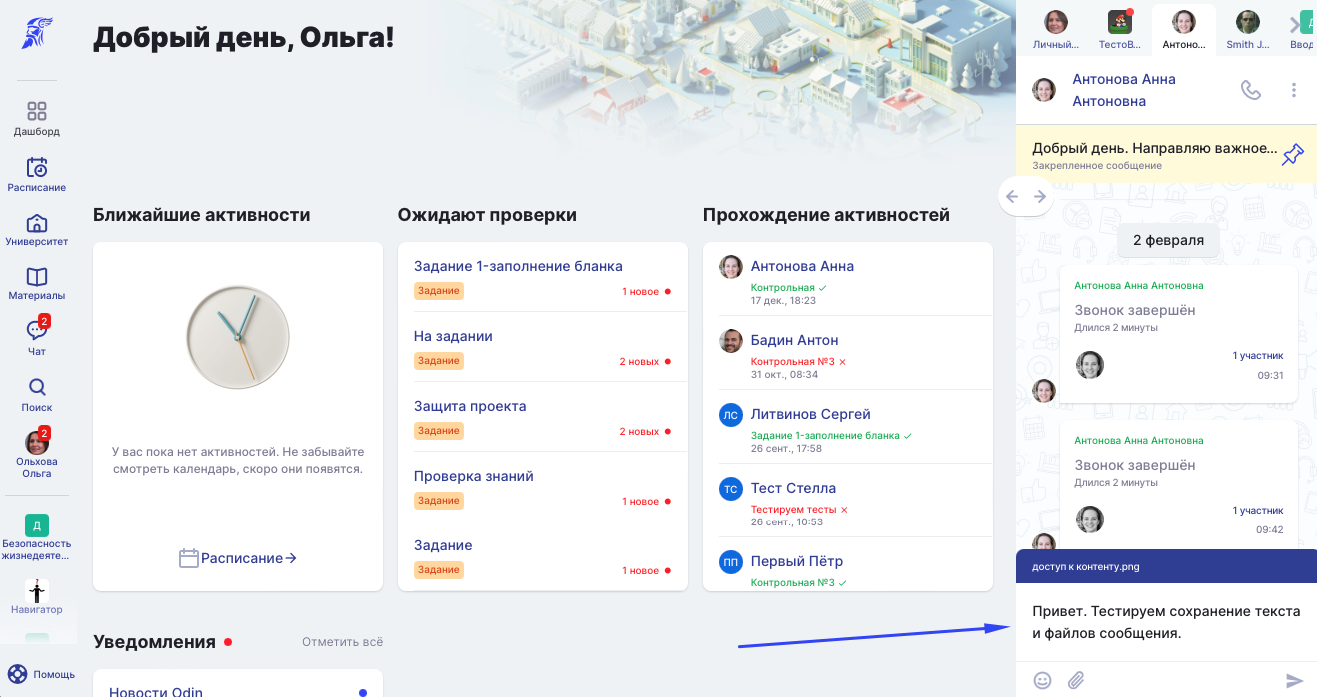 Дашборд
Расписание
Университет
Материалы
2
Чат
Поиск
2
Ольхова
Ольга
Д
Безопасность
жизнедеяте...
Навигатор
Помощь
Добрый день, Ольга!
Ближайшие активности
У вас пока нет активностей. Не забывайте
смотреть календарь, скоро они появятся.
Расписание
Ожидают проверки
Задание 1-заполнение бланка
Задание
1 новое
На задании
Задание
2 новых
Защита проекта
Задание
2 новых
Проверка знаний
Задание
1 новое
Задание
Задание
1 новое
Прохождение активностей
Антонова Анна
Контрольная
17 дек., 18:23
Бадин Антон
Контрольная №3
31 окт., 08:34
ЛС
Литвинов Сергей
Задание 1-заполнение бланка
26 сент., 17:58
ТС
Тест Стелла
Тестируем тесты
26 сент., 10:53
ПП
Первый Пётр
Контрольная №3
Уведомления
Отметить всё
Новости Odin
Личный...
ТестоВ...
Антоно...
Smith J...
Ввод
Антонова Анна
Антоновна
Добрый день. Направляю важное...
Закрепленное сообщение
2 февраля
Антонова Анна Антоновна
Звонок завершён
Длился 2 минуты
1 участник
09:31
Антонова Анна Антоновна
Звонок завершён
Длился 2 минуты
1 участник
09:42
доступ к контенту.png
Привет. Тестируем сохранение текста
и файлов сообщения.